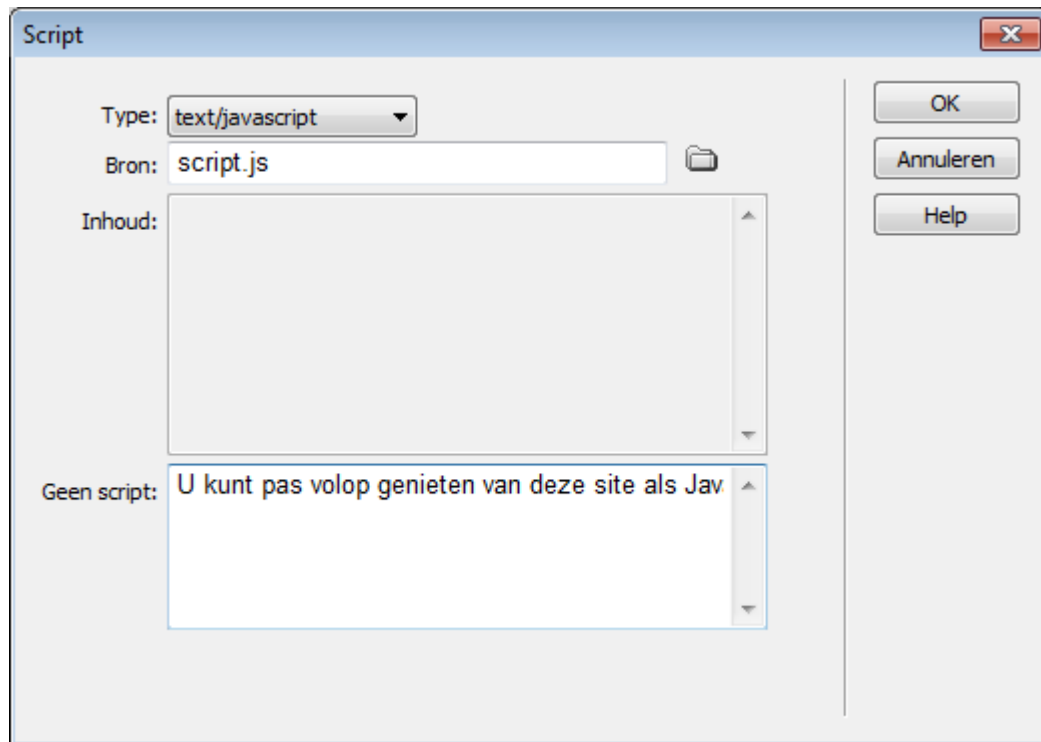 Script
Type: text/javascript
Bron: script.js
Inhoud:
Geen script: U kunt pas volop genieten van deze site als Jav
OK
Annuleren
Help